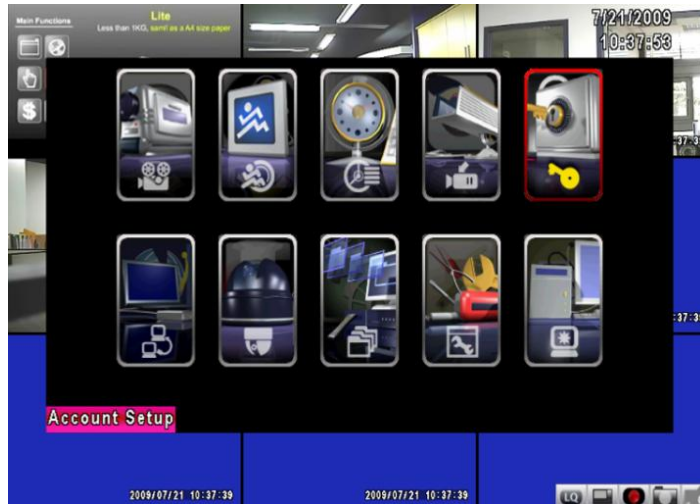 Main Functions
Lite
Less than 1KG, samll as a A4 size paper
7/21/2009
10:37:53
Account Setup
2009/07/21 10:37:39
2009/07/21 10:37:39
LQ